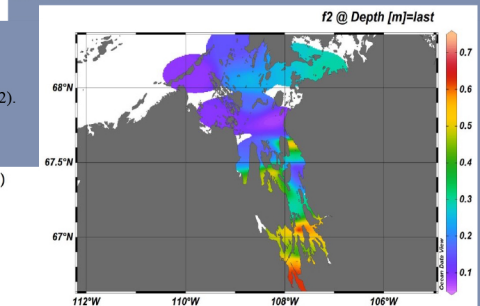 f2 @ Depth [m]=last
2).
)
68°N
67.5°N
67°N
112°W
110°W
108°W
106°W
0.7
0.6
0.5
0.4
0.3
0.2
0.1
Ocean Data View